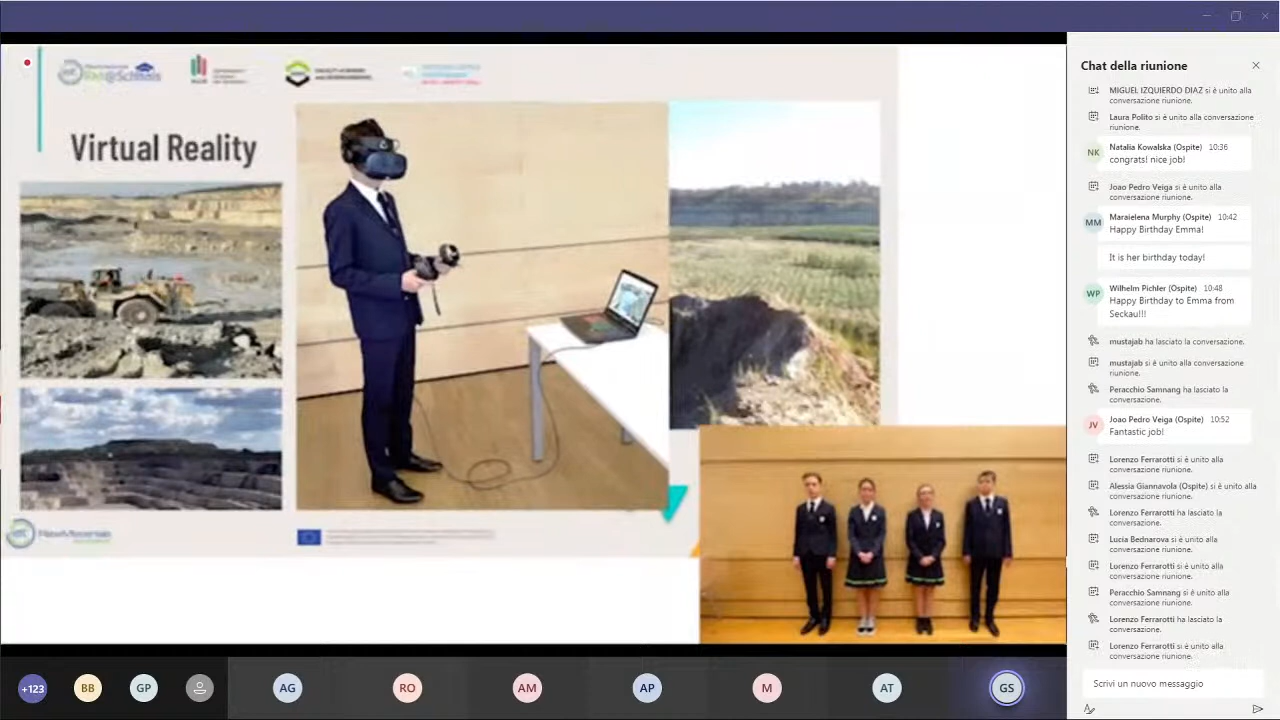 Virtual Reality
Chat della riunione
MIGUEL IZQUIERDO DIAZ si è unito alla
conversazione riunione.
Laura Polito si è unito alla conversazione
riunione.
NK
Natalia Kowalska (Ospite) 10:36
congrats! nice job!
Joao Pedro Veiga si è unito alla
conversazione riunione.
MM
Maraielena Murphy (Ospite) 10:42
Happy Birthday Emma!
It is her birthday today!
WP
Wilhelm Pichler (Ospite) 10:48
Happy Birthday to Emma from
Seckau!!!
mustajab ha lasciato la conversazione.
mustajab si è unito alla conversazione
riunione.
Peracchio Samnang ha lasciato la
conversazione.
JV
Joao Pedro Veiga (Ospite) 10:52
Fantastic job!
Lorenzo Ferrarotti si è unito alla
conversazione riunione.
Alessia Giannavola (Ospite) si è unito alla
conversazione riunione.
Lorenzo Ferrarotti ha lasciato la
conversazione.
Lucia Bednarova si è unito alla
conversazione riunione.
Lorenzo Ferrarotti si è unito alla
conversazione riunione.
Peracchio Samnang si è unito alla
conversazione riunione.
Lorenzo Ferrarotti ha lasciato la
conversazione.
Lorenzo Ferrarotti si è unito alla
conversazione riunione.
Scrivi un nuovo messaggio
+123 BB GP AG RO AM AP M AT GS